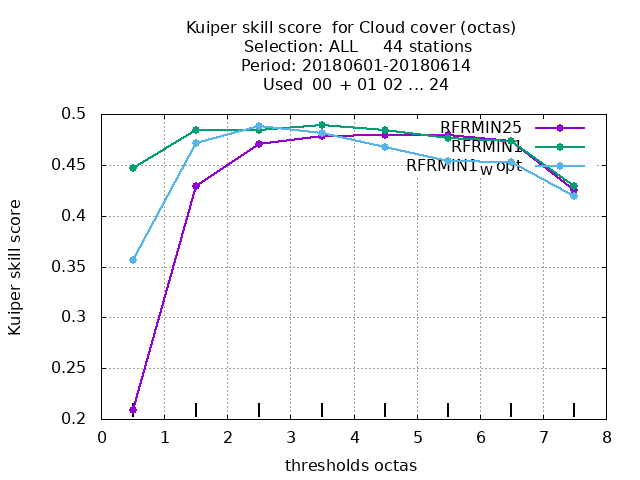 Kuiper skill score  for Cloud cover (octas)
Selection: ALL     44 stations
Period: 20180601-20180614
Used  00 + 01 02 ... 24
RFRMIN25
RFRMIN1
RFRMIN1w opt
0.5
0.45
0.4
0.35
0.3
0.25
0.2
Kuiper skill score
0 1 2 3 4 5 6 7 8
thresholds octas